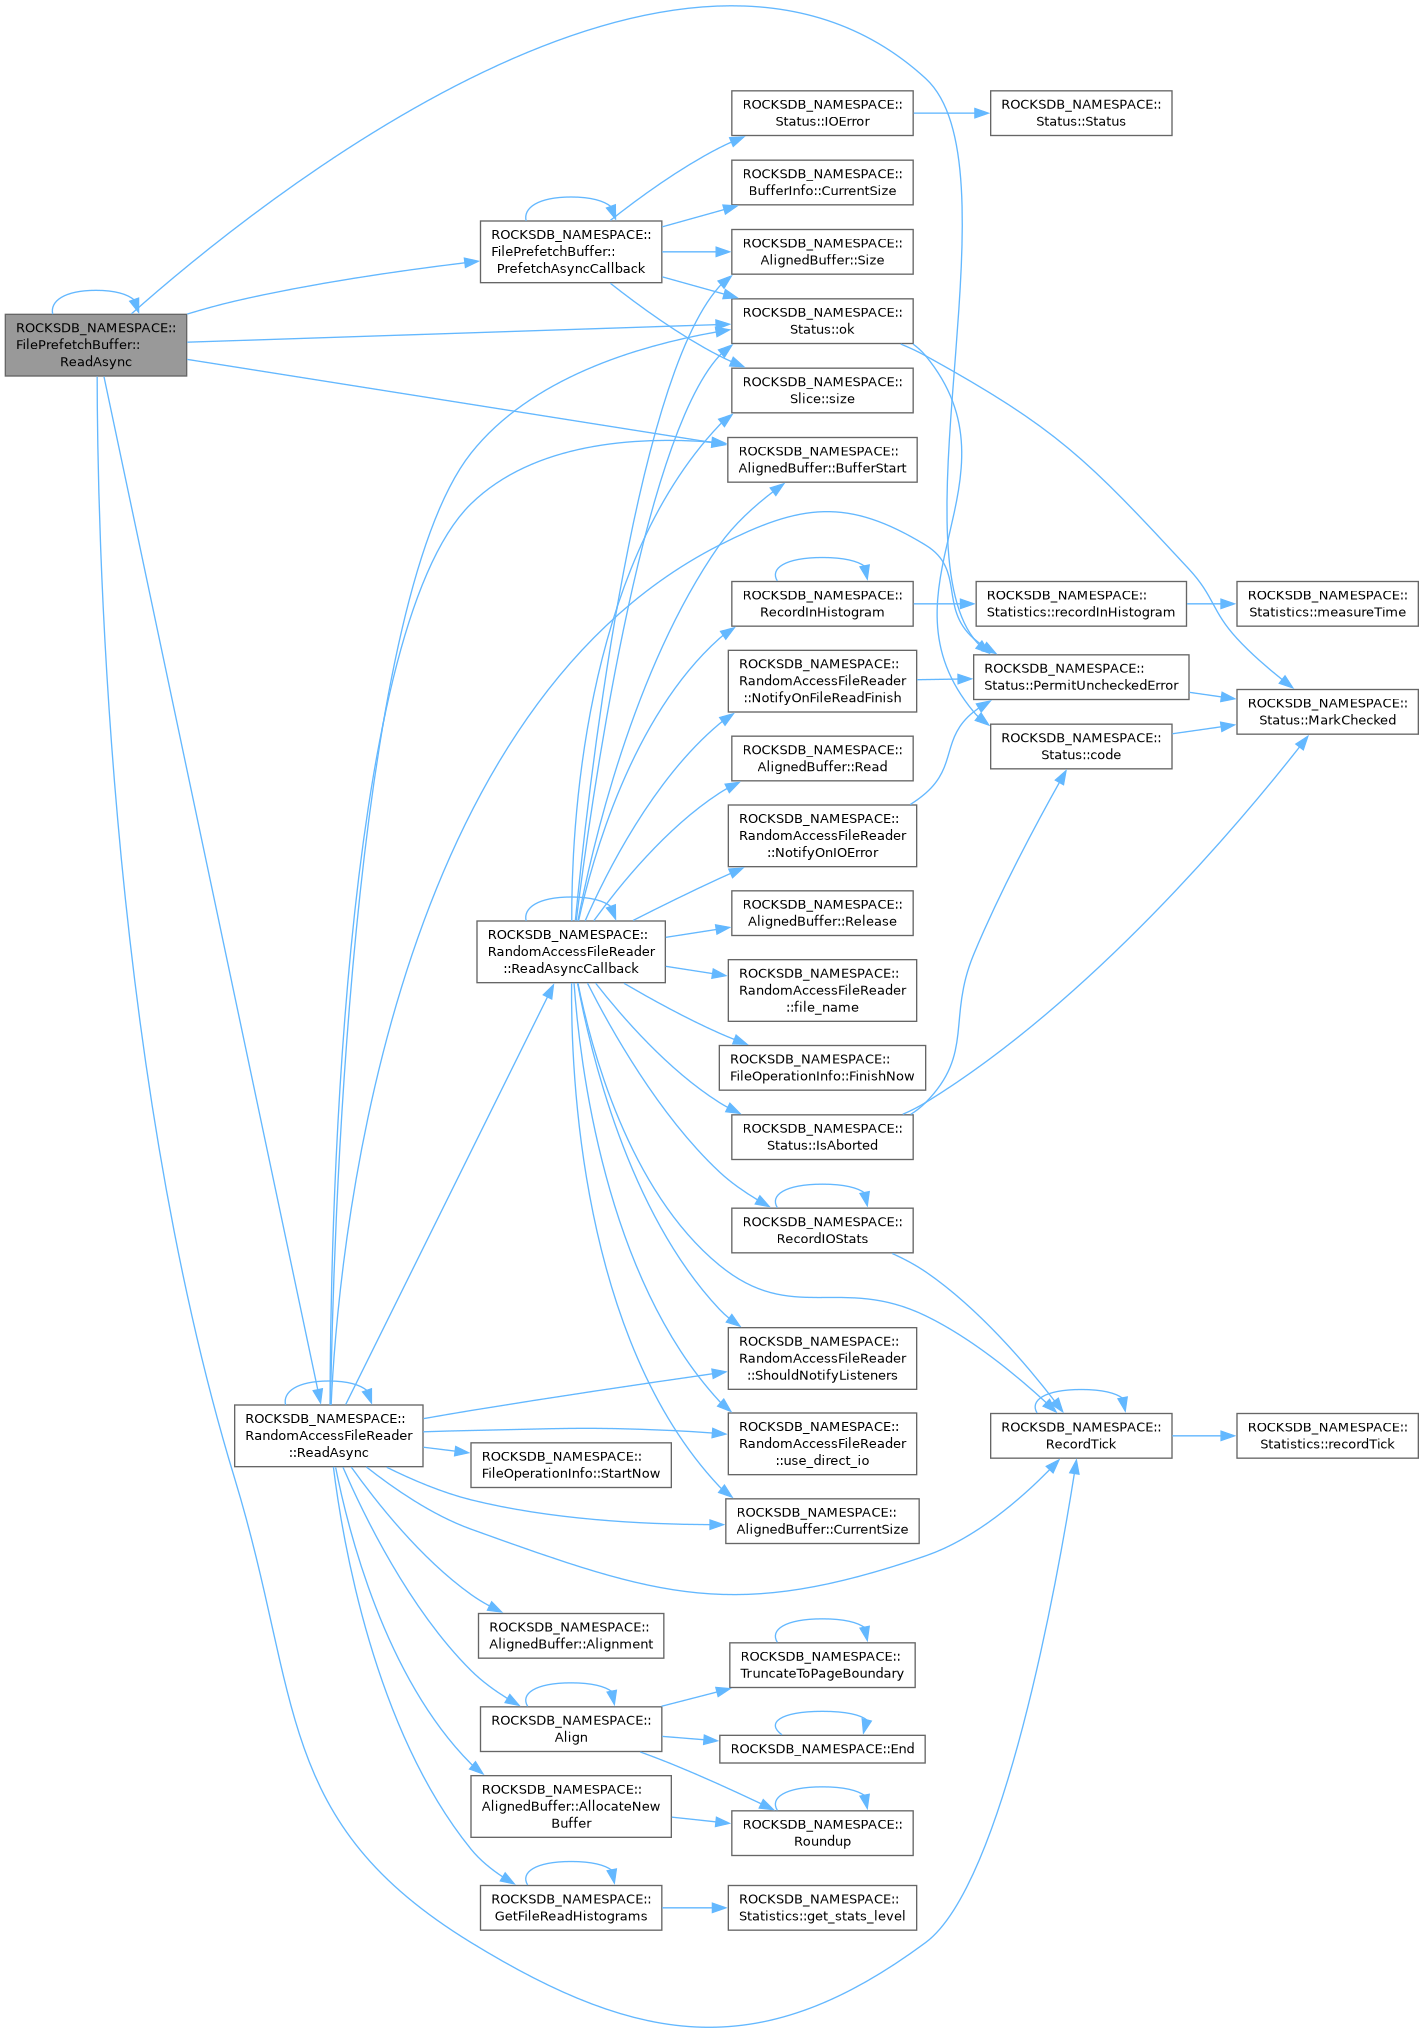 ROCKSDB_NAMESPACE::
FilePrefetchBuffer::
ReadAsync
ROCKSDB_NAMESPACE::
FilePrefetchBuffer::
PrefetchAsyncCallback
ROCKSDB_NAMESPACE::
Status::IOError
ROCKSDB_NAMESPACE::
Status::Status
ROCKSDB_NAMESPACE::
BufferInfo::CurrentSize
ROCKSDB_NAMESPACE::
AlignedBuffer::Size
ROCKSDB_NAMESPACE::
Status::ok
ROCKSDB_NAMESPACE::
Slice::size
ROCKSDB_NAMESPACE::
AlignedBuffer::BufferStart
ROCKSDB_NAMESPACE::
RecordInHistogram
ROCKSDB_NAMESPACE::
Statistics::recordInHistogram
ROCKSDB_NAMESPACE::
Statistics::measureTime
ROCKSDB_NAMESPACE::
RandomAccessFileReader
::NotifyOnFileReadFinish
ROCKSDB_NAMESPACE::
Status::PermitUncheckedError
ROCKSDB_NAMESPACE::
Status::MarkChecked
ROCKSDB_NAMESPACE::
Status::code
ROCKSDB_NAMESPACE::
AlignedBuffer::Read
ROCKSDB_NAMESPACE::
RandomAccessFileReader
::NotifyOnIOError
ROCKSDB_NAMESPACE::
AlignedBuffer::Release
ROCKSDB_NAMESPACE::
RandomAccessFileReader
::ReadAsyncCallback
ROCKSDB_NAMESPACE::
RandomAccessFileReader
::file_name
ROCKSDB_NAMESPACE::
FileOperationInfo::FinishNow
ROCKSDB_NAMESPACE::
Status::IsAborted
ROCKSDB_NAMESPACE::
RecordIOStats
ROCKSDB_NAMESPACE::
RandomAccessFileReader
::ShouldNotifyListeners
ROCKSDB_NAMESPACE::
RandomAccessFileReader
::ReadAsync
ROCKSDB_NAMESPACE::
RandomAccessFileReader
::use_direct_io
ROCKSDB_NAMESPACE::
RecordTick
ROCKSDB_NAMESPACE::
Statistics::recordTick
ROCKSDB_NAMESPACE::
FileOperationInfo::StartNow
ROCKSDB_NAMESPACE::
AlignedBuffer::CurrentSize
ROCKSDB_NAMESPACE::
AlignedBuffer::Alignment
ROCKSDB_NAMESPACE::
TruncateToPageBoundary
ROCKSDB_NAMESPACE::
Align
ROCKSDB_NAMESPACE::End
ROCKSDB_NAMESPACE::
AlignedBuffer::AllocateNew
Buffer
ROCKSDB_NAMESPACE::
Roundup
ROCKSDB_NAMESPACE::
GetFileReadHistograms
ROCKSDB_NAMESPACE::
Statistics::get_stats_level